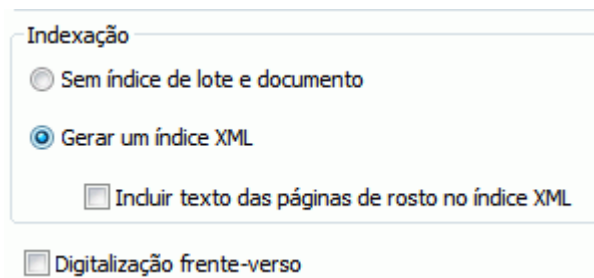 Indexação
Sem índice de lote e documento
Gerar um índice XML
Incluir texto das páginas de rosto no índice XML
Digitalização frente-verso